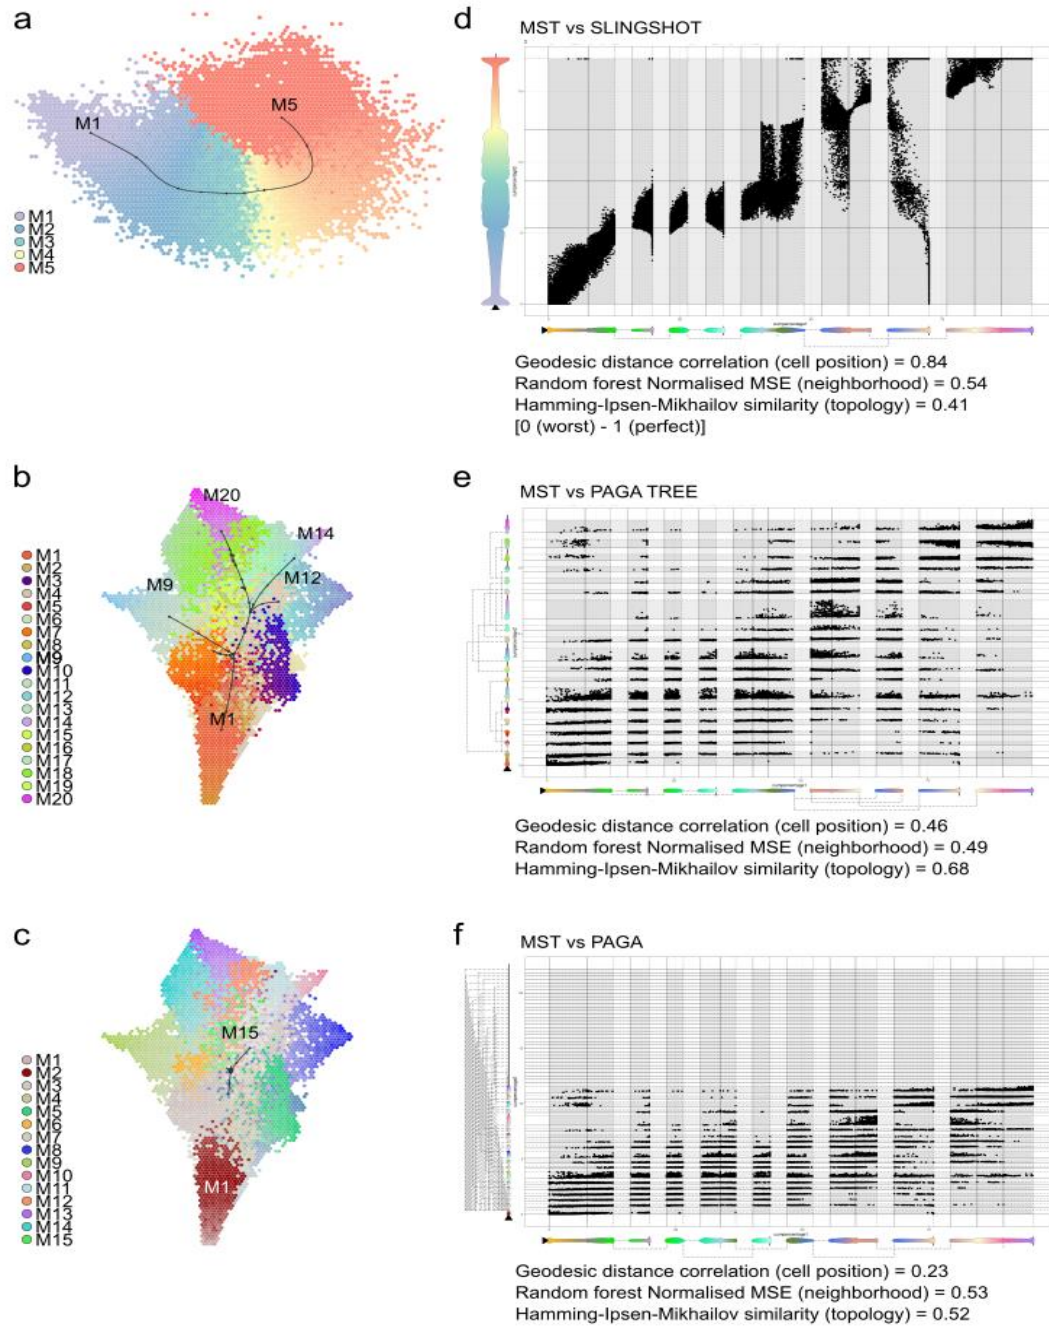 a
M1
M5
M1
M2
M3
M4
M5
d
MST vs SLINGSHOT
Geodesic distance correlation (cell position) = 0.84
Random forest Normalised MSE (neighborhood) = 0.54
Hamming-Ipsen-Mikhailov similarity (topology) = 0.41
[0 (worst) - 1 (perfect)]
b
M20
M14
M12
M9
M1
M1
M2
M3
M4
M5
M6
M7
M8
M9
M10
M11
M12
M13
M14
M15
M16
M17
M18
M19
M20
e
MST vs PAGA TREE
Geodesic distance correlation (cell position) = 0.46
Random forest Normalised MSE (neighborhood) = 0.49
Hamming-Ipsen-Mikhailov similarity (topology) = 0.68
c
M15
M1
M1
M2
M3
M4
M5
M6
M7
M8
M9
M10
M11
M12
M13
M14
M15
f
MST vs PAGA
Geodesic distance correlation (cell position) = 0.23
Random forest Normalised MSE (neighborhood) = 0.53
Hamming-Ipsen-Mikhailov similarity (topology) = 0.52